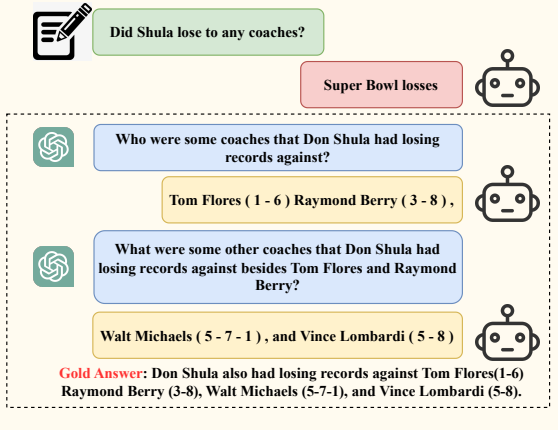 Did Shula lose to any coaches?
Super Bowl losses
Who were some coaches that Don Shula had losing
records against?
Tom Flores ( 1 - 6 ) Raymond Berry ( 3 - 8 ) ,
What were some other coaches that Don Shula had
losing records against besides Tom Flores and Raymond
Berry?
Walt Michaels ( 5 - 7 - 1 ) , and Vince Lombardi ( 5 - 8 )
Gold Answer: Don Shula also had losing records against Tom Flores(1-6)
Raymond Berry (3-8), Walt Michaels (5-7-1), and Vince Lombardi (5-8).